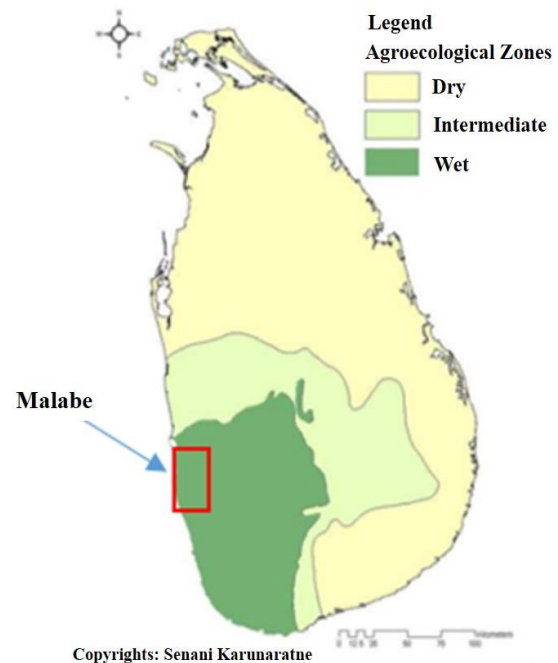 N
Legend
Agroecological Zones
Dry
Intermediate
Wet
Malabe
Copyrights: Senani Karunaratne